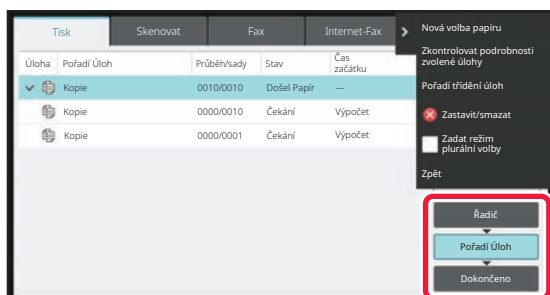 Tisk
Skenovat
Fax
Internet-Fax
Úloha Pořadí Úloh Průběh/sady Stav Čas začátku
Kopie 0010/0010 Došel Papír ---
Kopie 0000/0010 Čekání Výpočet
Kopie 0000/0001 Čekání Výpočet
Nová volba papíru
Zkontrolovat podrobnosti
zvolené úlohy
Pořadí třídění úloh
Zastavit/smazat
Zadat režim
plurální volby
Zpět
Řadič
Pořadí Úloh
Dokončeno